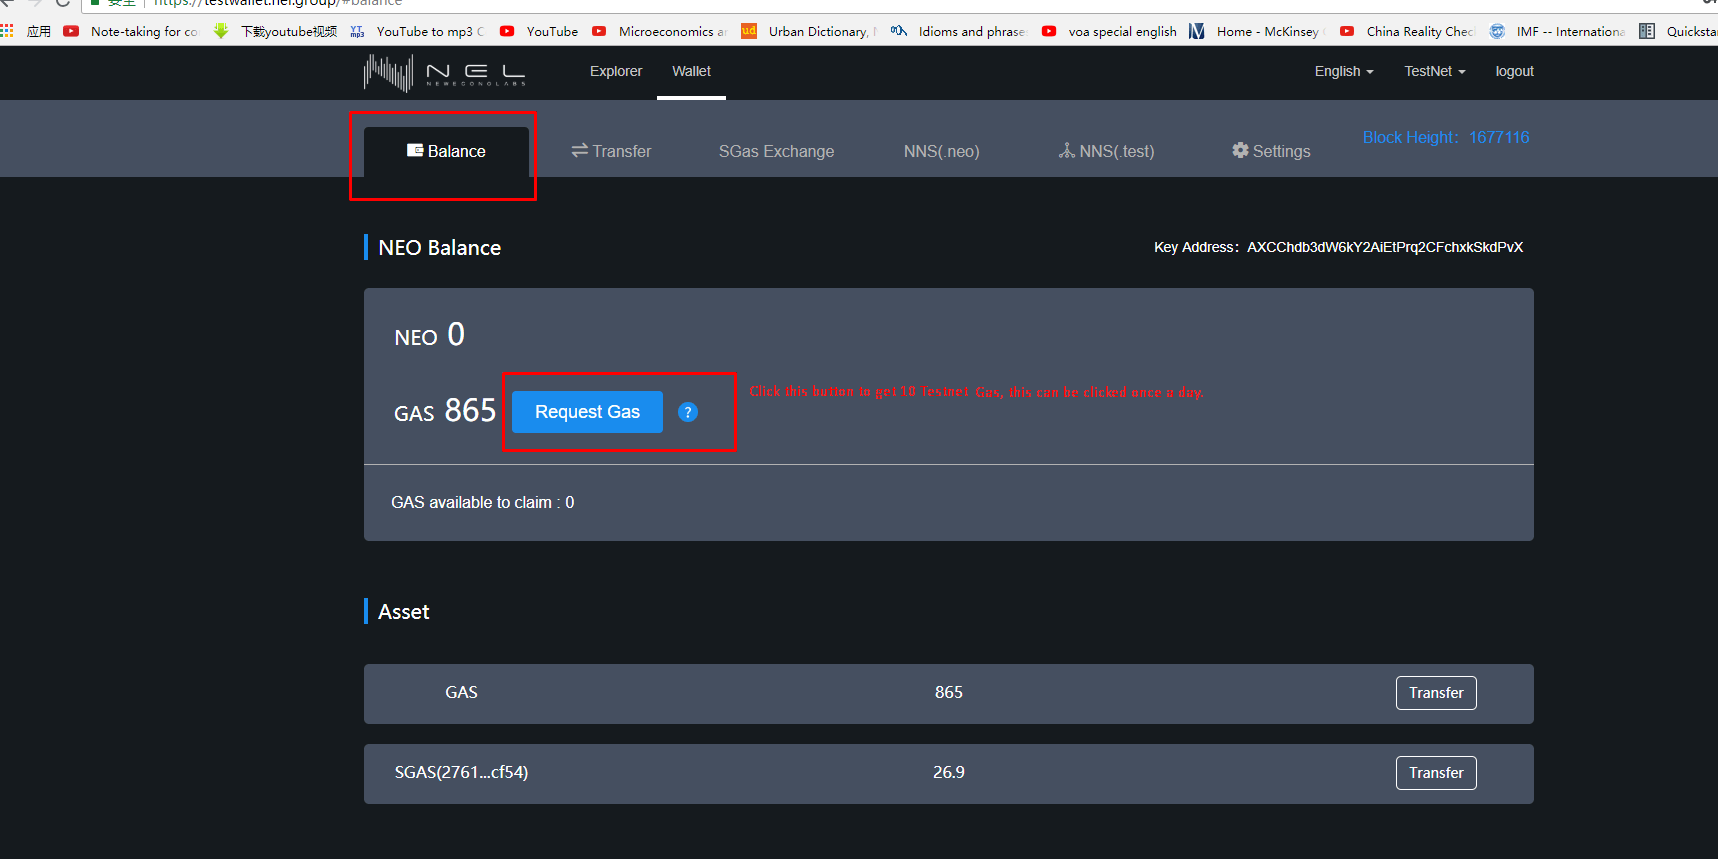 安全 https://testwallet.nel.group/#balance
应用 Note-taking for co 下载youtube视频 YouTube to mp3 C YouTube Microeconomics ar Urban Dictionary, Idioms and phrase voa special english Home - McKinsey China Reality Chec IMF -- Internationa Quicksta
NEL Explorer Wallet English TestNet logout
NEWECONOLABS
Balance Transfer SGas Exchange NNS(.neo) NNS(.test) Settings Block Height: 1677116
NEO Balance Key Address: AXCChdb3dW6kY2AiEtPrq2CFchxkSkdPvX
NEO 0
Click this button to get 10 Testnet Gas, this can be clicked once a day.
GAS 865 Request Gas ?
GAS available to claim : 0
Asset
GAS 865 Transfer
SGAS(2761...cf54) 26.9 Transfer